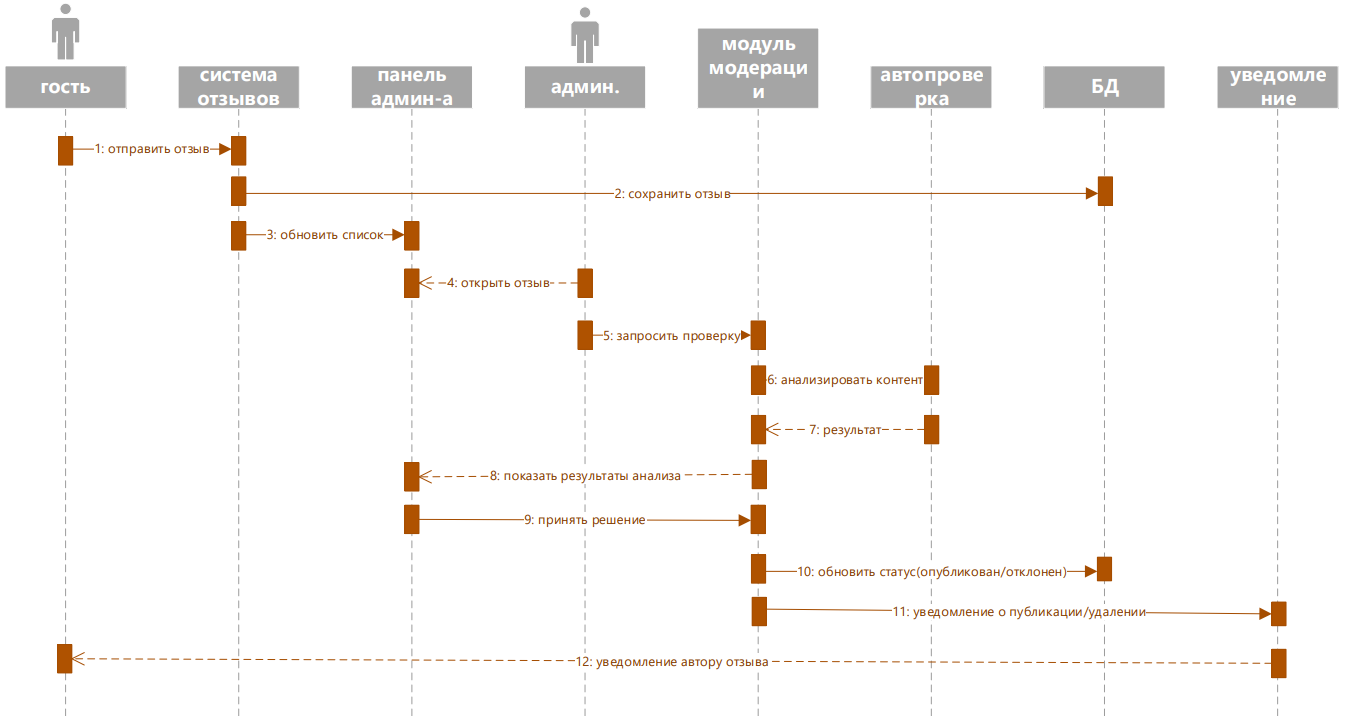 гость
система
отзывов
панель
админ-а
админ.
модуль
модераци
и
автопрове
рка
БД
уведомле
ние
1: отправить отзыв
2: сохранить отзыв
3: обновить список
4: открыть отзыв
5: запросить проверку
6: анализировать контент
7: результат
8: показать результаты анализа
9: принять решение
10: обновить статус(опубликован/отклонен)
11: уведомление о публикации/удалении
12: уведомление автору отзыва